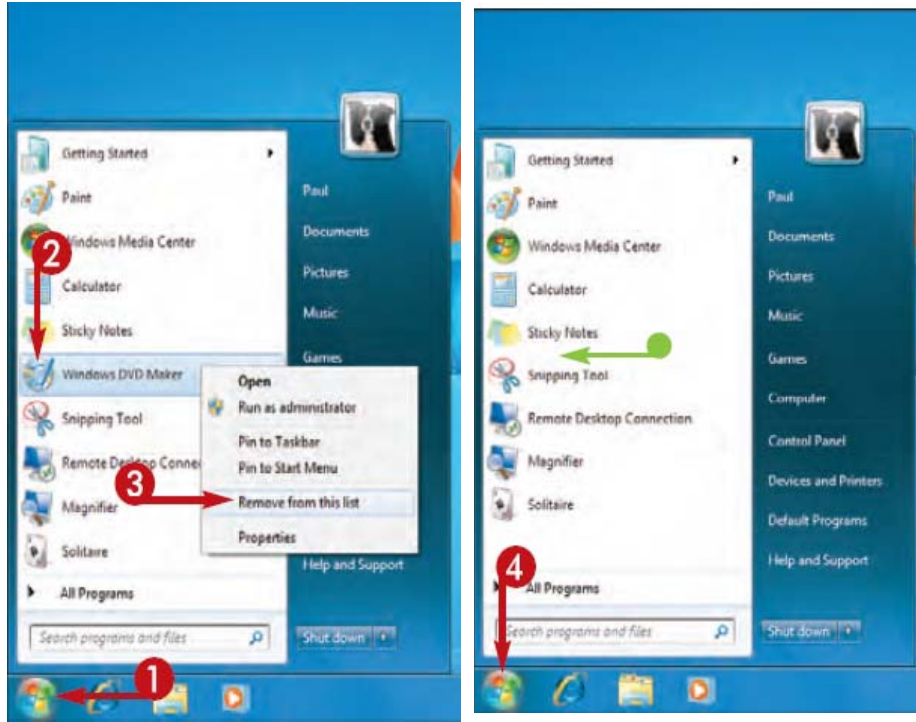 Getting Started
Paul
Paint
Documents
2
Windows Media Center
Pictures
Calculator
Music
Sticky Notes
Games
Windows DVD Maker
Open
Run as administrator
Snipping Tool
Pin to Taskbar
Remote Desktop Connec
Pin to Start Menu
3
Magnifier
Remove from this list
Properties
Solitaire
Help and Support
All Programs
Search programs and files
Shut down
1
Getting Started
Paul
Paint
Documents
Windows Media Center
Pictures
Calculator
Music
Sticky Notes
Games
Snipping Tool
Computer
Remote Desktop Connection
Control Panel
Magnifier
Devices and Printers
Solitaire
Default Programs
4
Help and Support
All Programs
Search programs and files
Shut down